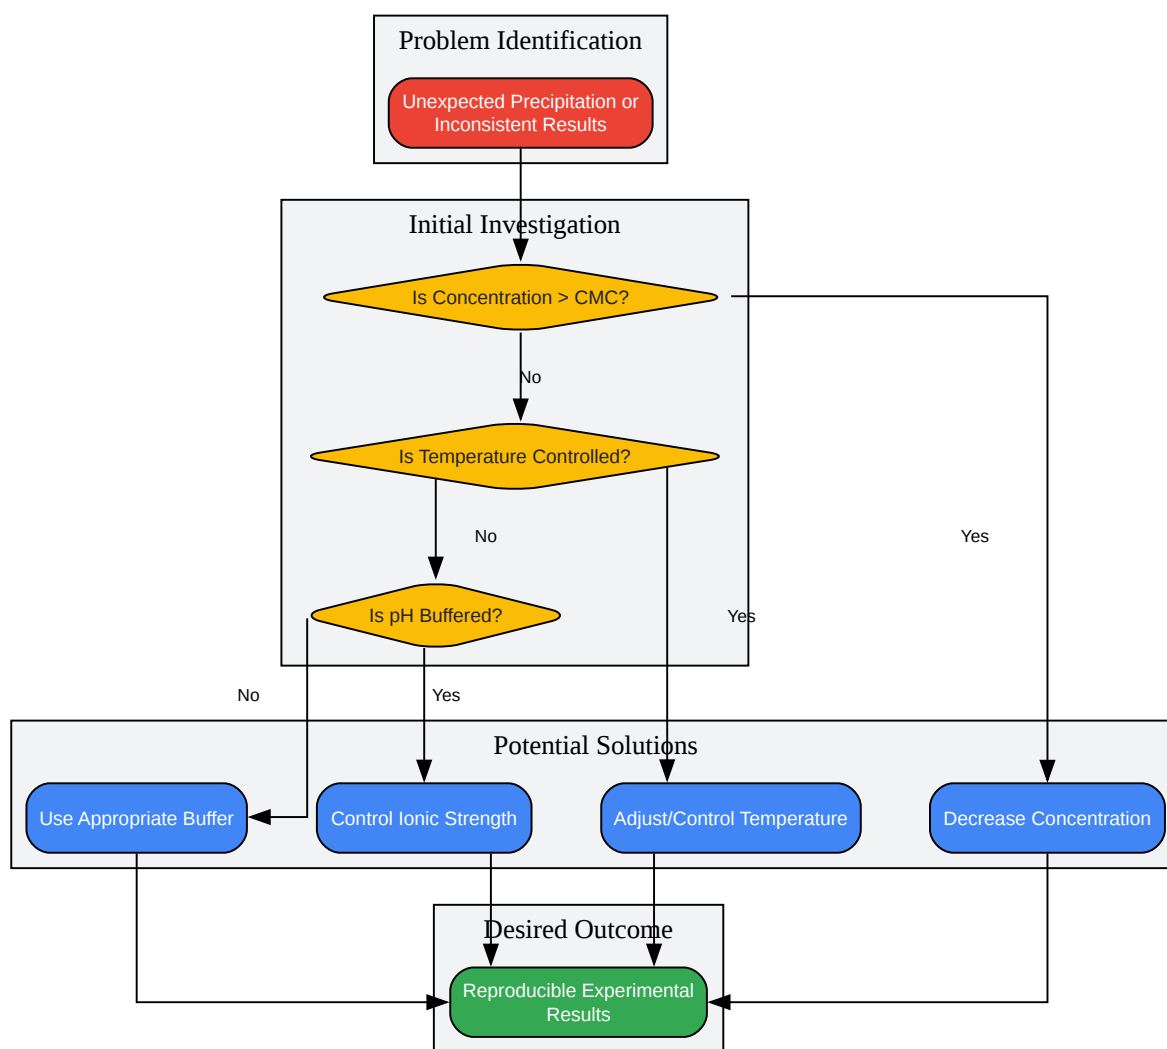 Problem Identification
Unexpected Precipitation or
Inconsistent Results
Initial Investigation
Is Concentration > CMC?
No
Is Temperature Controlled?
No
Yes
Is pH Buffered?
Yes
No
Yes
Potential Solutions
Use Appropriate Buffer
Control Ionic Strength
Adjust/Control Temperature
Decrease Concentration
Desired Outcome
Reproducible Experimental
Results